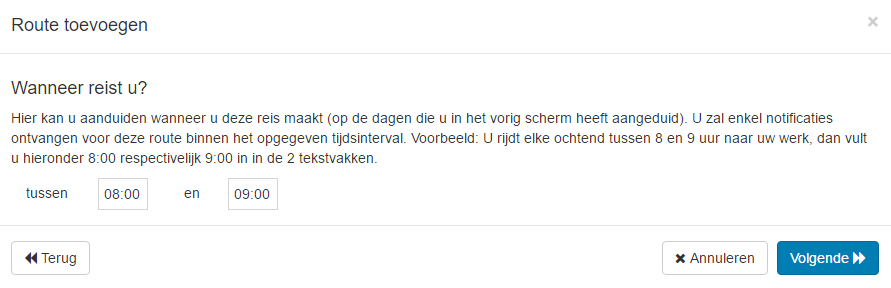 Route toevoegen ×
Wanneer reist u?
Hier kan u aanduiden wanneer u deze reis maakt (op de dagen die u in het vorig scherm heeft aangeduid). U zal enkel notificaties
ontvangen voor deze route binnen het opgegeven tijdsinterval. Voorbeeld: U rijdt elke ochtend tussen 8 en 9 uur naar uw werk, dan vult
u hieronder 8:00 respectivelijk 9:00 in in de 2 tekstvakken.
tussen 08:00 en 09:00
Terug Annuleren Volgende